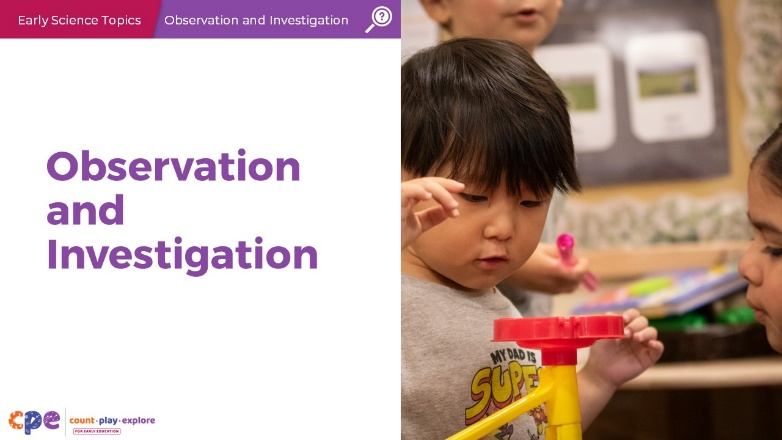 Early Science Topics
Observation and Investigation
?
Observation
and
Investigation
MY DAD IS
SUPE
cpe
count·play·explore
FOR EARLY EDUCATION